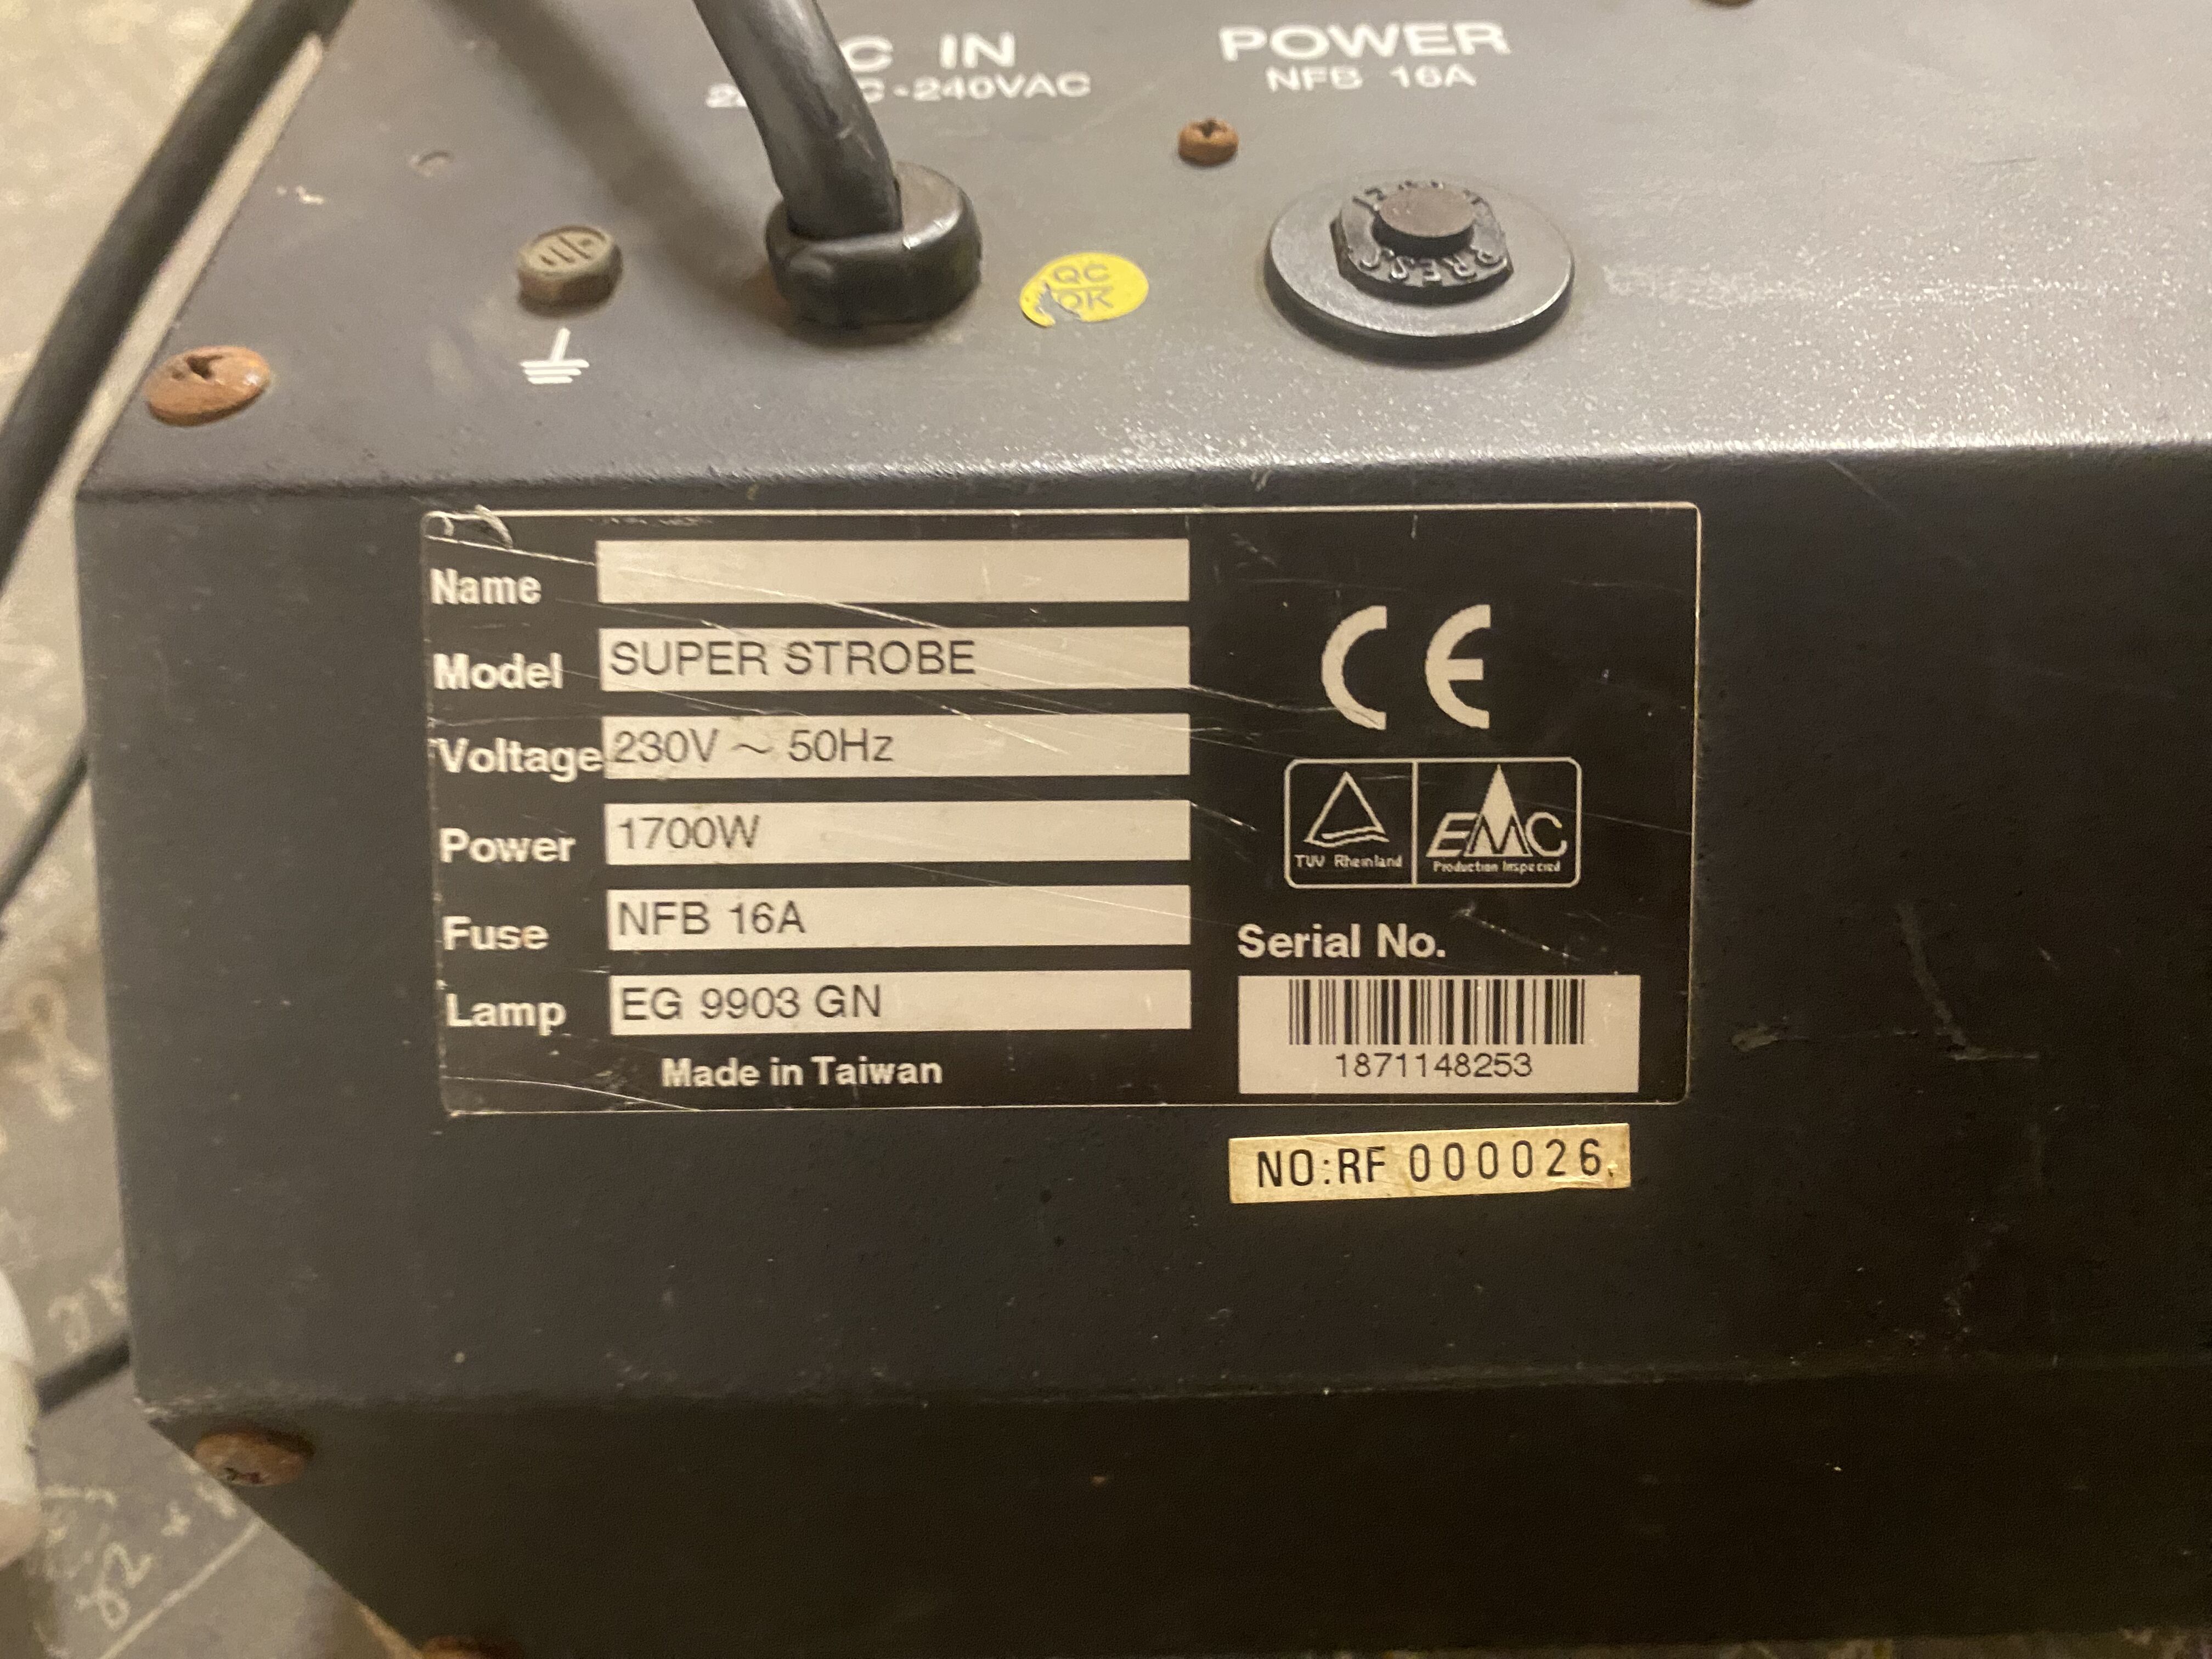 IN
-240VAC
POWER
NFB 16A
PRESS
QC
OK
Name
Model SUPER STROBE
Voltage 230V ~ 50Hz
Power 1700W
Fuse NFB 16A
Lamp EG 9903 GN
Made in Taiwan
CE
TUV Rheinland
EMC
Production Inspected
Serial No.
1871148253
NO:RF 000026